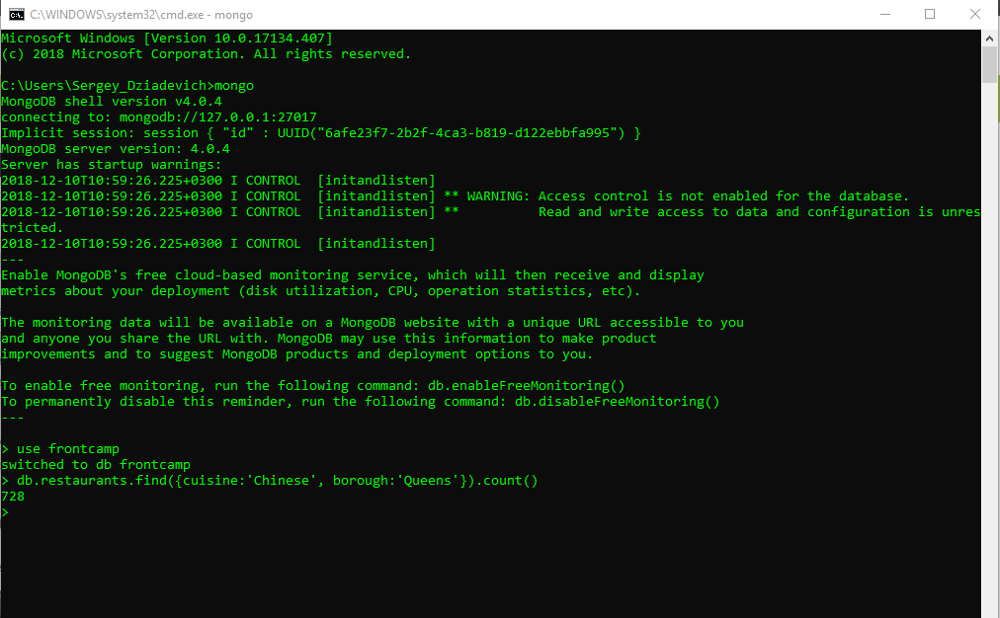 C:\WINDOWS\system32\cmd.exe - mongo
Microsoft Windows [Version 10.0.17134.407]
(c) 2018 Microsoft Corporation. All rights reserved.
C:\Users\Sergey_Dziadevich>mongo
MongoDB shell version v4.0.4
connecting to: mongodb://127.0.0.1:27017
Implicit session: session { "id" : UUID("6afe23f7-2b2f-4ca3-b819-d122ebbfa995") }
MongoDB server version: 4.0.4
Server has startup warnings:
2018-12-10T10:59:26.225+0300 I CONTROL  [initandlisten]
2018-12-10T10:59:26.225+0300 I CONTROL  [initandlisten] ** WARNING: Access control is not enabled for the database.
2018-12-10T10:59:26.225+0300 I CONTROL  [initandlisten] **          Read and write access to data and configuration is unres
tricted.
2018-12-10T10:59:26.225+0300 I CONTROL  [initandlisten]
---
Enable MongoDB's free cloud-based monitoring service, which will then receive and display
metrics about your deployment (disk utilization, CPU, operation statistics, etc).
The monitoring data will be available on a MongoDB website with a unique URL accessible to you
and anyone you share the URL with. MongoDB may use this information to make product
improvements and to suggest MongoDB products and deployment options to you.
To enable free monitoring, run the following command: db.enableFreeMonitoring()
To permanently disable this reminder, run the following command: db.disableFreeMonitoring()
---
> use frontcamp
switched to db frontcamp
> db.restaurants.find({cuisine:'Chinese', borough:'Queens'}).count()
728
>